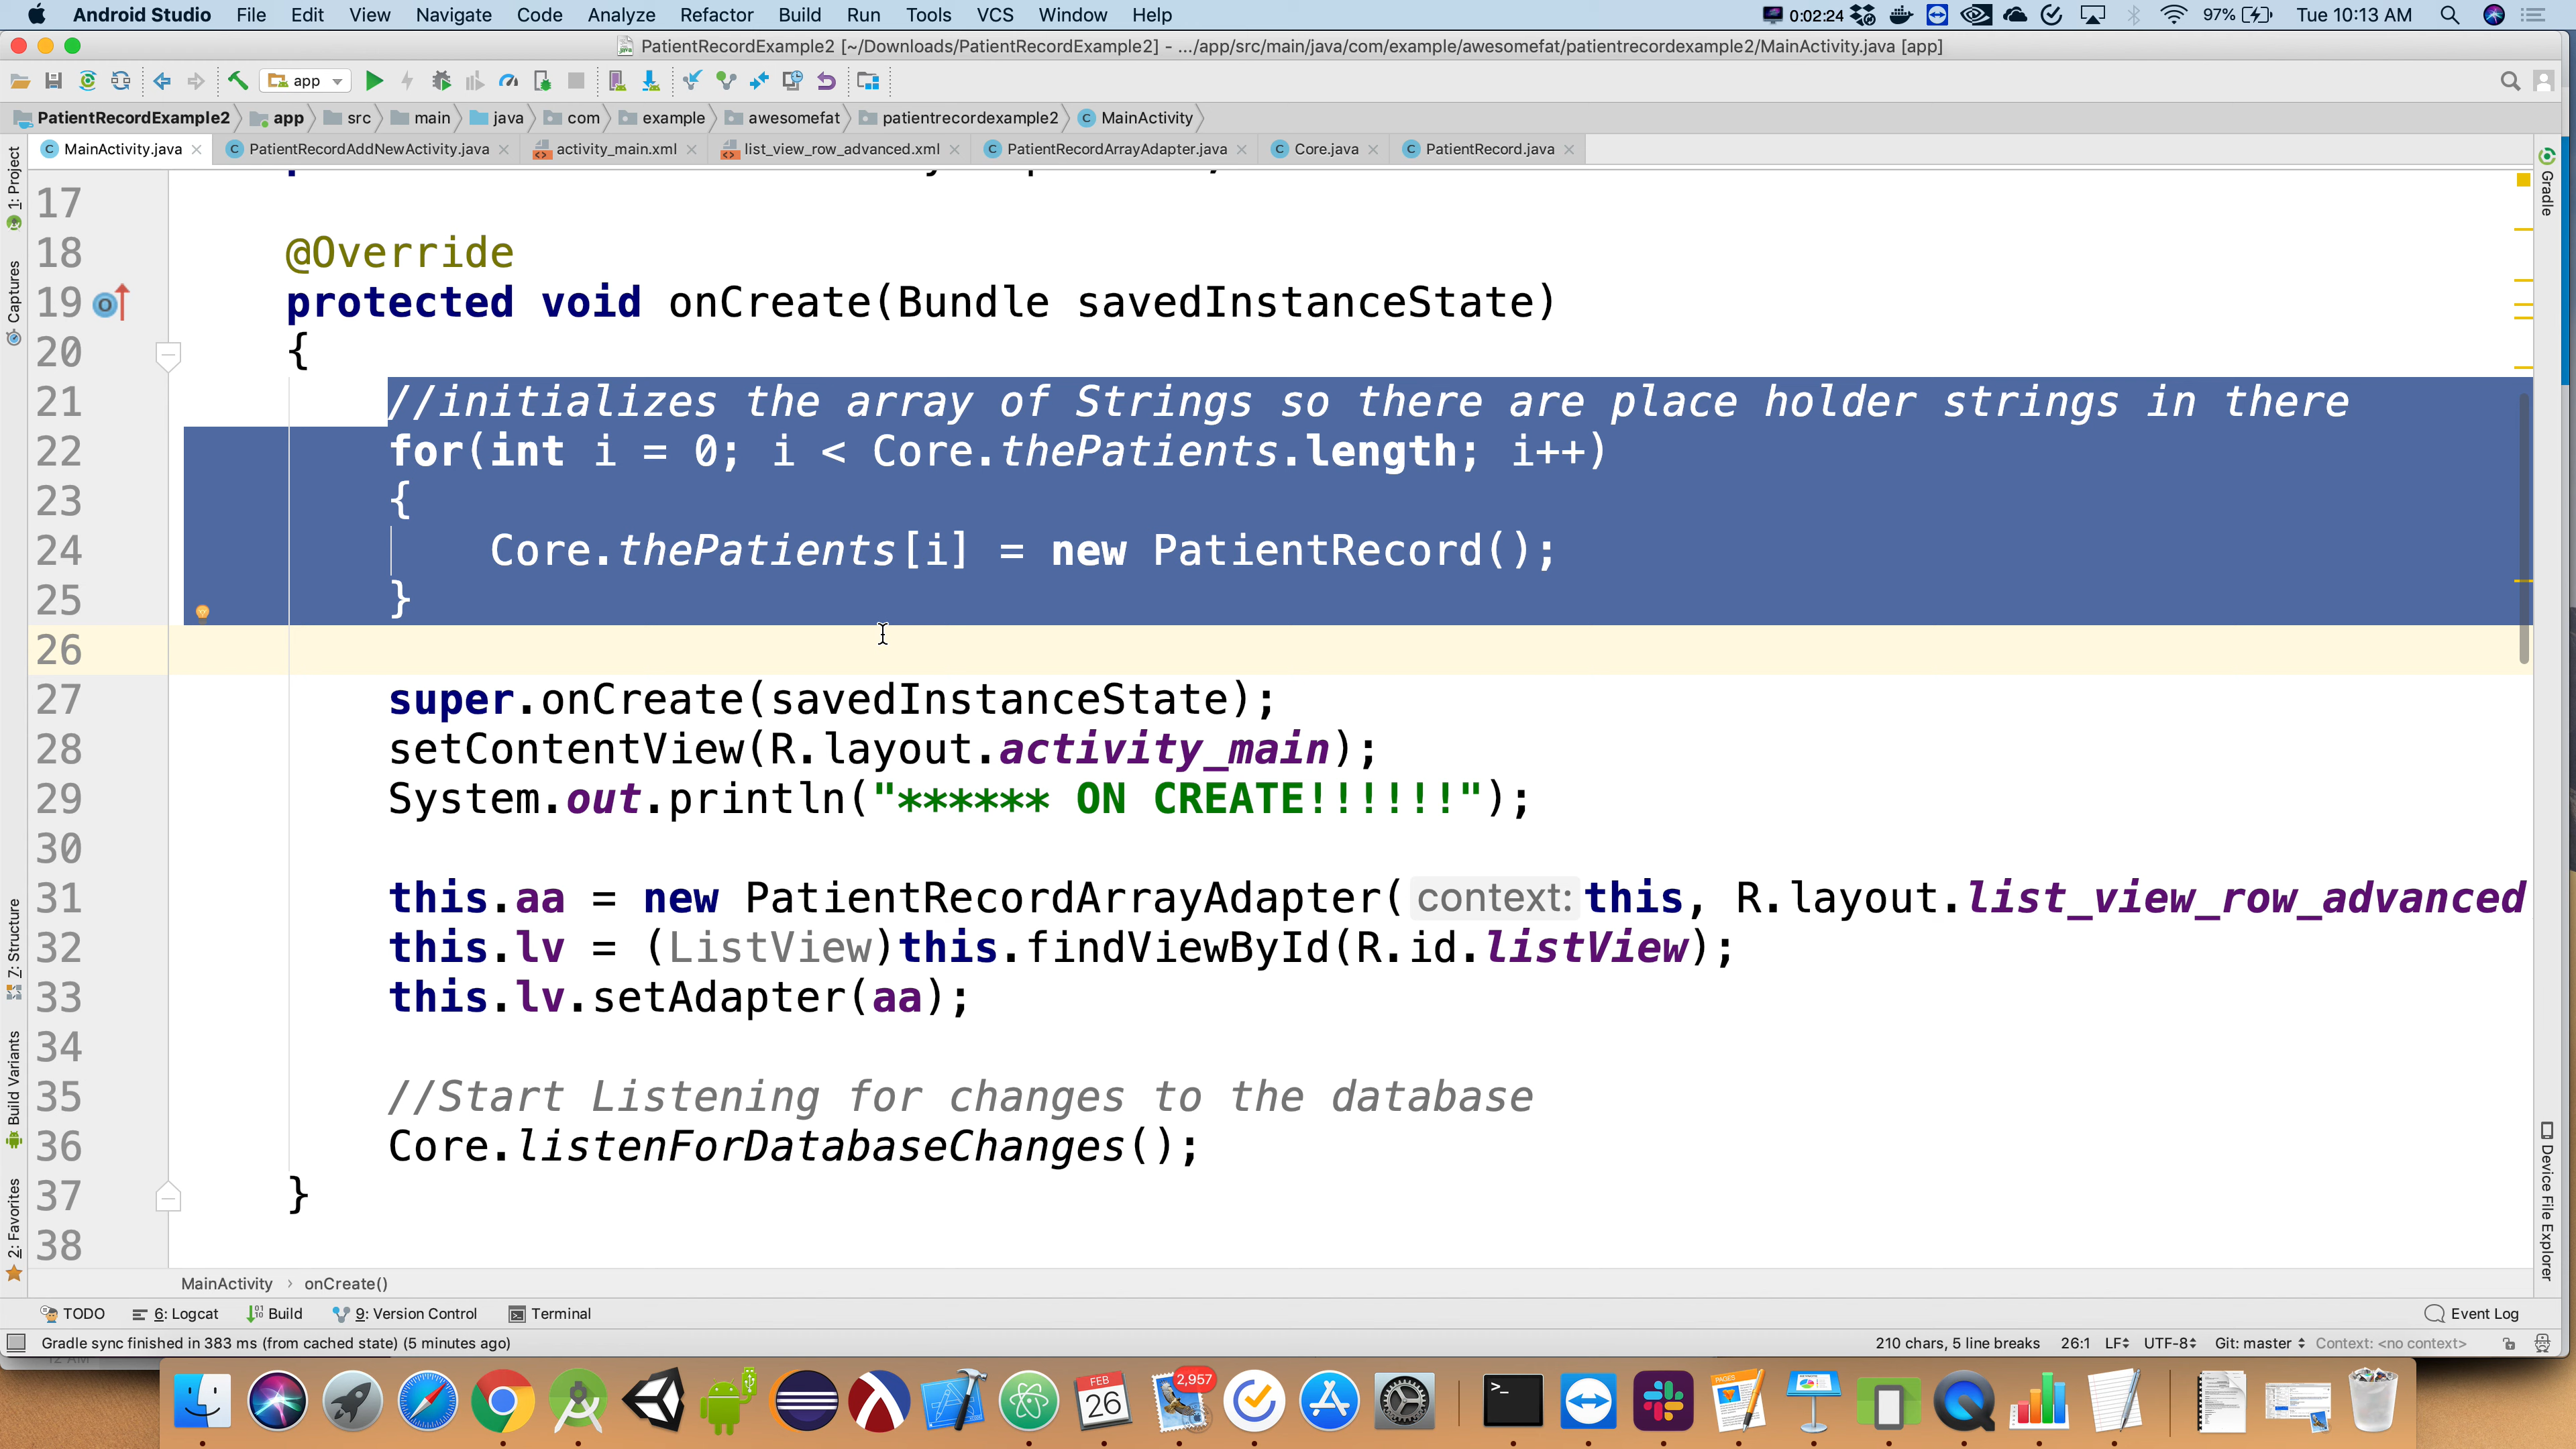 Android Studio File Edit View Navigate Code Analyze Refactor Build Run Tools VCS Window Help 0:02:24 97% Tue 10:13 AM
PatientRecordExample2 [~/Downloads/PatientRecordExample2] - .../app/src/main/java/com/example/awesomefat/patientrecordexample2/MainActivity.java [app]
app
PatientRecordExample2 app src main java com example awesomefat patientrecordexample2 MainActivity
MainActivity.java PatientRecordAddNewActivity.java activity_main.xml list_view_row_advanced.xml PatientRecordArrayAdapter.java Core.java PatientRecord.java
1: Project
Captures
7: Structure
Build Variants
2: Favorites
Gradle
Device File Explorer
17
18 @Override
19 protected void onCreate(Bundle savedInstanceState)
20 {
21 //initializes the array of Strings so there are place holder strings in there
22 for(int i = 0; i < Core.thePatients.length; i++)
23 {
24 Core.thePatients[i] = new PatientRecord();
25 }
26
27 super.onCreate(savedInstanceState);
28 setContentView(R.layout.activity_main);
29 System.out.println("****** ON CREATE!!!!!!");
30
31 this.aa = new PatientRecordArrayAdapter( context: this, R.layout.list_view_row_advanced
32 this.lv = (ListView)this.findViewById(R.id.listView);
33 this.lv.setAdapter(aa);
34
35 //Start Listening for changes to the database
36 Core.listenForDatabaseChanges();
37 }
38
MainActivity › onCreate()
TODO 6: Logcat Build 9: Version Control Terminal Event Log
Gradle sync finished in 383 ms (from cached state) (5 minutes ago) 210 chars, 5 line breaks 26:1 LF UTF-8 Git: master Context: <no context>
12 AM
FEB
26
2,957
PAGES